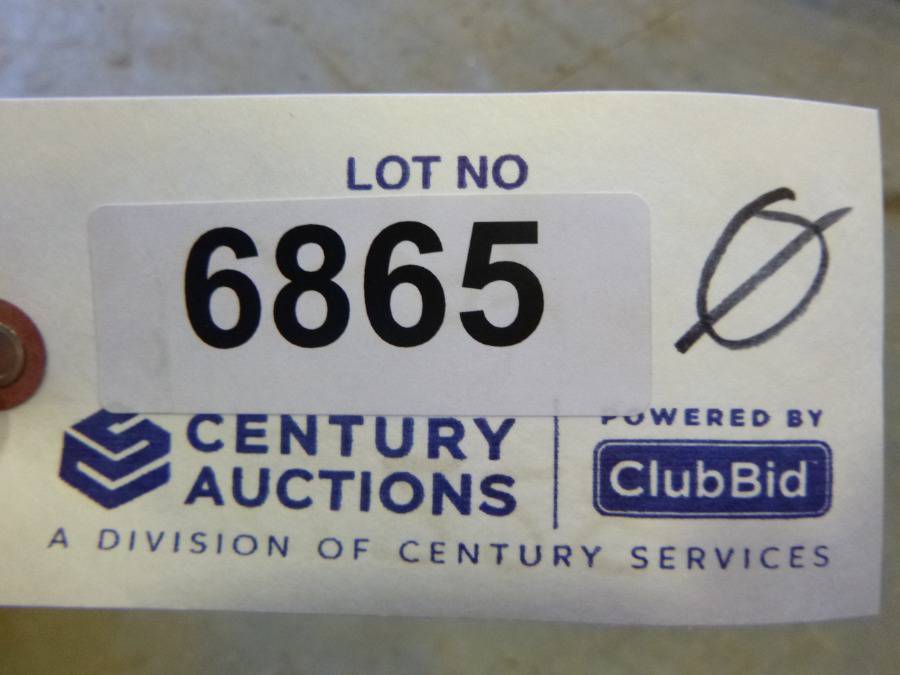 LOT NO
6865
Ø
CENTURY
AUCTIONS
POWERED BY
ClubBid
A DIVISION OF CENTURY SERVICES